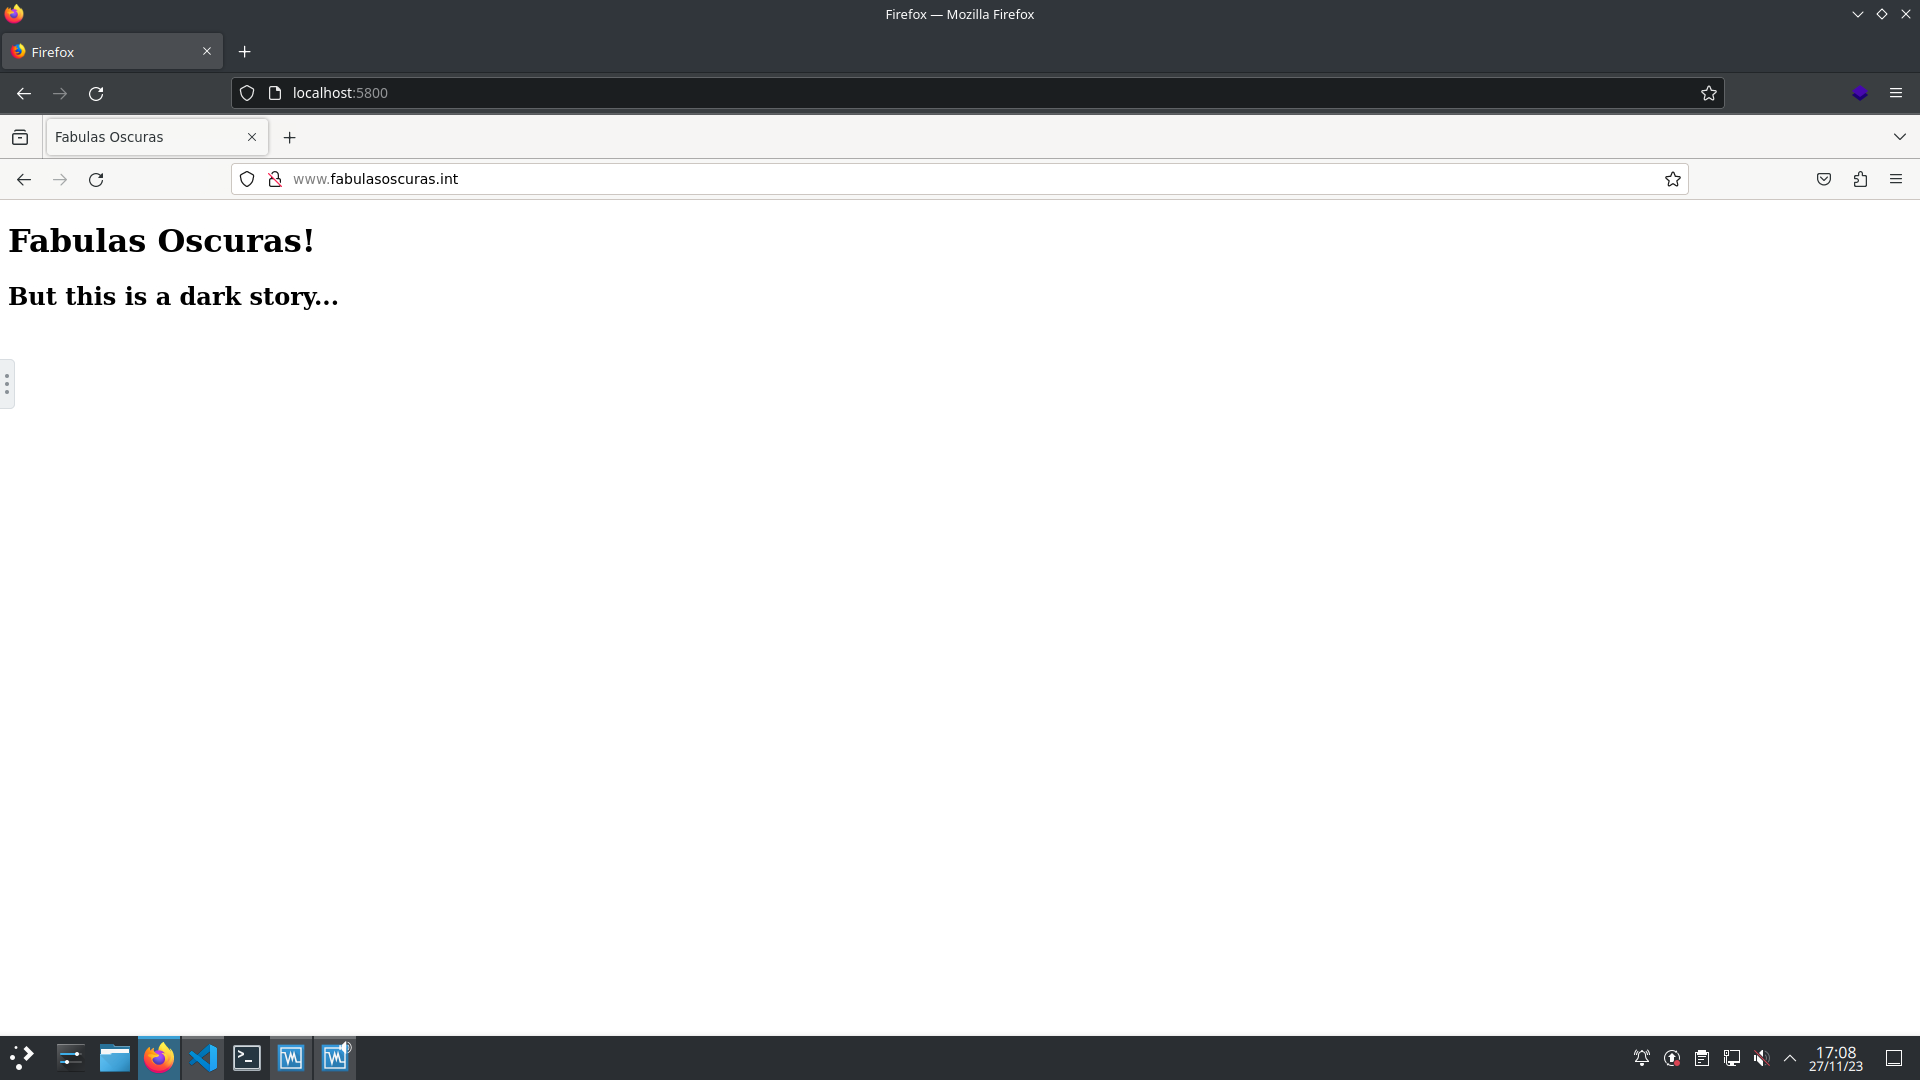 Firefox — Mozilla Firefox
Firefox
localhost:5800
Fabulas Oscuras
www.fabulasoscuras.int
Fabulas Oscuras!
But this is a dark story...
17:08
27/11/23